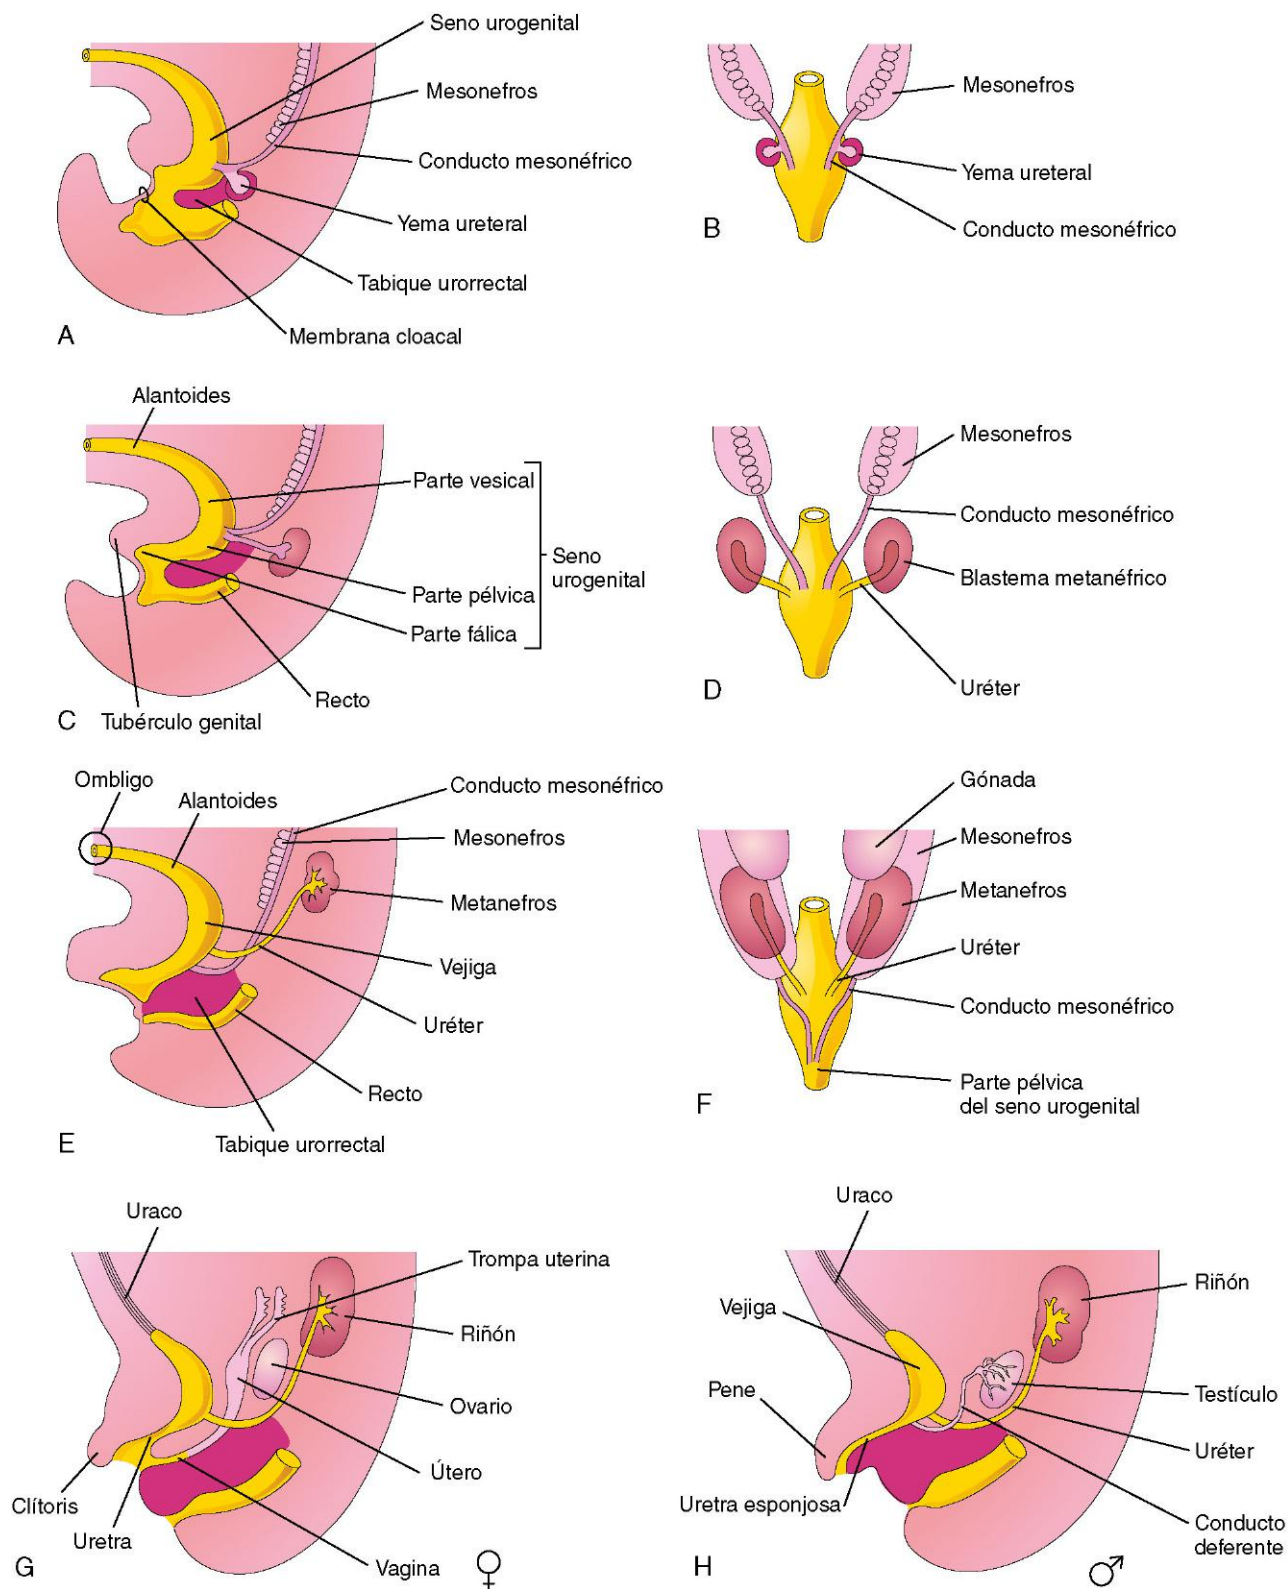 Seno urogenital
Mesonefros
Conducto mesonéfrico
Yema ureteral
Tabique urorrectal
Membrana cloacal
A
Mesonefros
Yema ureteral
Conducto mesonéfrico
B
Alantoides
Parte vesical
Seno
urogenital
Parte pélvica
Parte fálica
Recto
Tubérculo genital
C
Mesonefros
Conducto mesonéfrico
Blastema metanéfrico
Uréter
D
Ombligo
Alantoides
Conducto mesonéfrico
Mesonefros
Metanefros
Vejiga
Uréter
Recto
Tabique urorrectal
E
Gónada
Mesonefros
Metanefros
Uréter
Conducto mesonéfrico
Parte pélvica
del seno urogenital
F
Uraco
Trompa uterina
Riñón
Ovario
Útero
Clítoris
Uretra
Vagina
G
♀
Uraco
Riñón
Vejiga
Pene
Testículo
Uréter
Uretra esponjosa
Conducto
deferente
H
♂